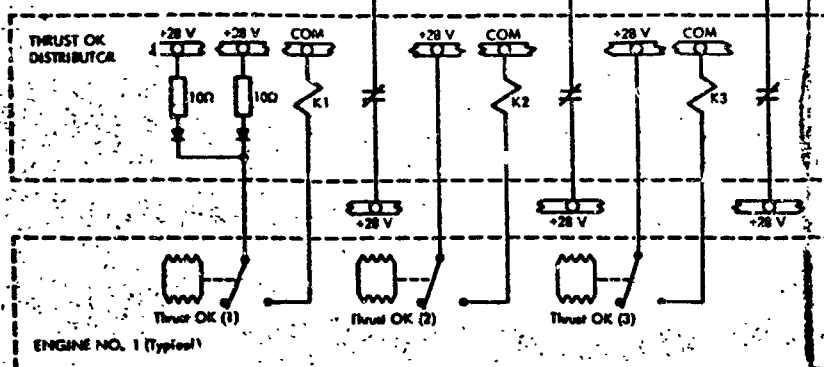 THRUST OK
DISTRIBUTOR
+28 V
+28 V
COM
+28 V
COM
+28 V
COM
10Ω
10Ω
K1
K2
K3
+28 V
+28 V
+28 V
Thrust OK (1)
Thrust OK (2)
Thrust OK (3)
ENGINE NO. 1 (Typical)